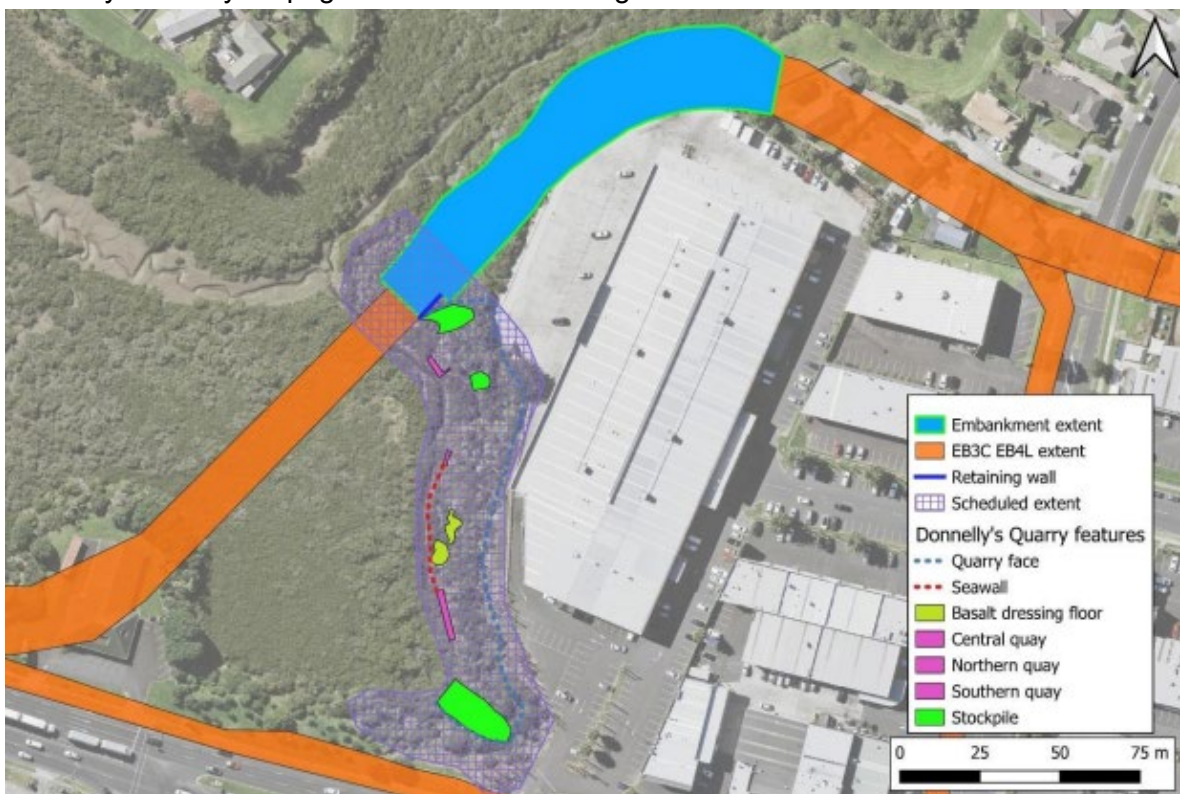 Embankment extent
EB3C EB4L extent
Retaining wall
Scheduled extent
Donnelly's Quarry features
Quarry face
Seawall
Basalt dressing floor
Central quay
Northern quay
Southern quay
Stockpile
0 25 50 75 m